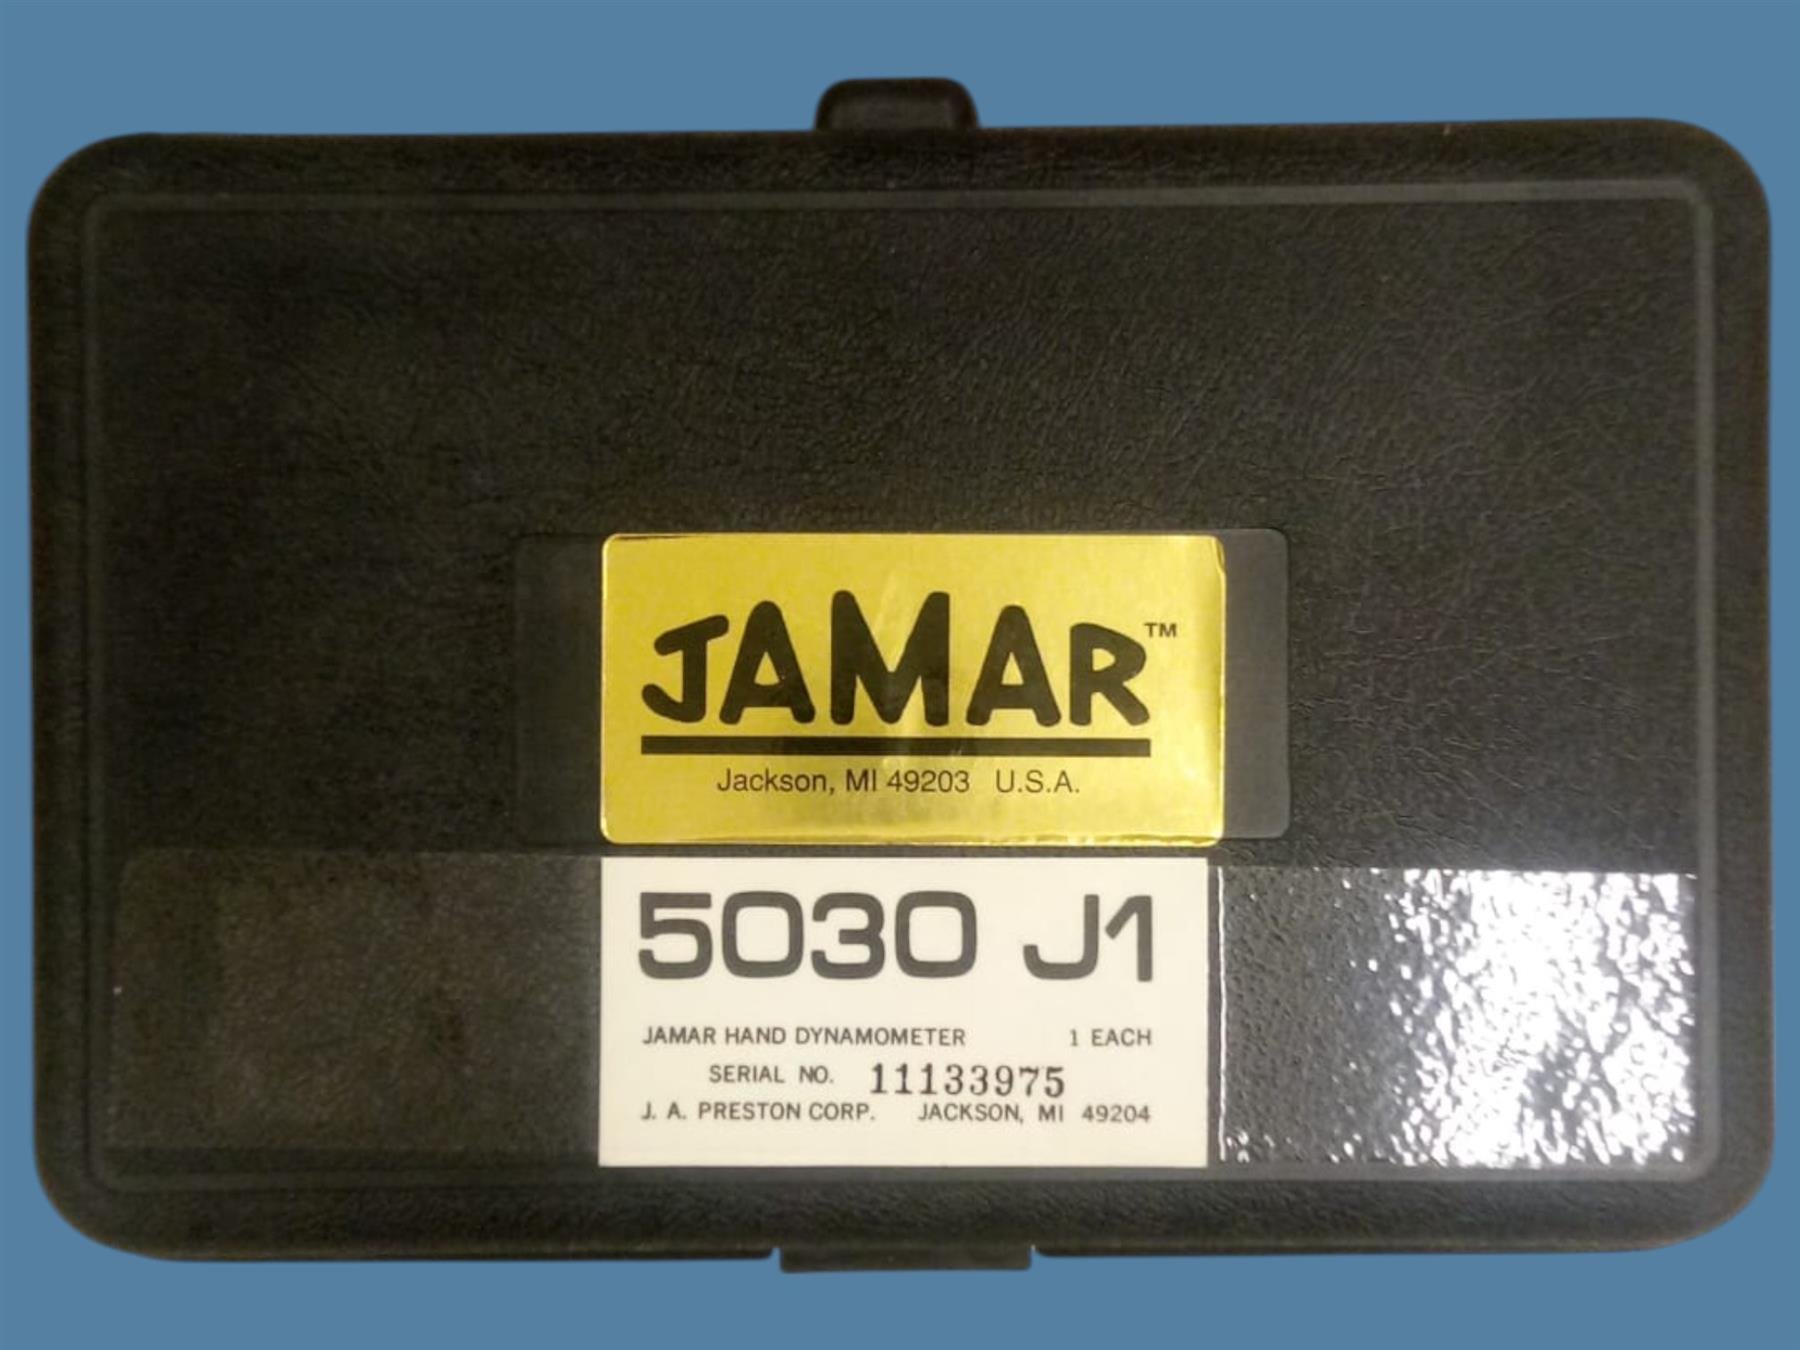 JAMAR™
Jackson, MI 49203 U.S.A.
5030 J1
JAMAR HAND DYNAMOMETER 1 EACH
SERIAL NO. 11133975
J. A. PRESTON CORP. JACKSON, MI 49204